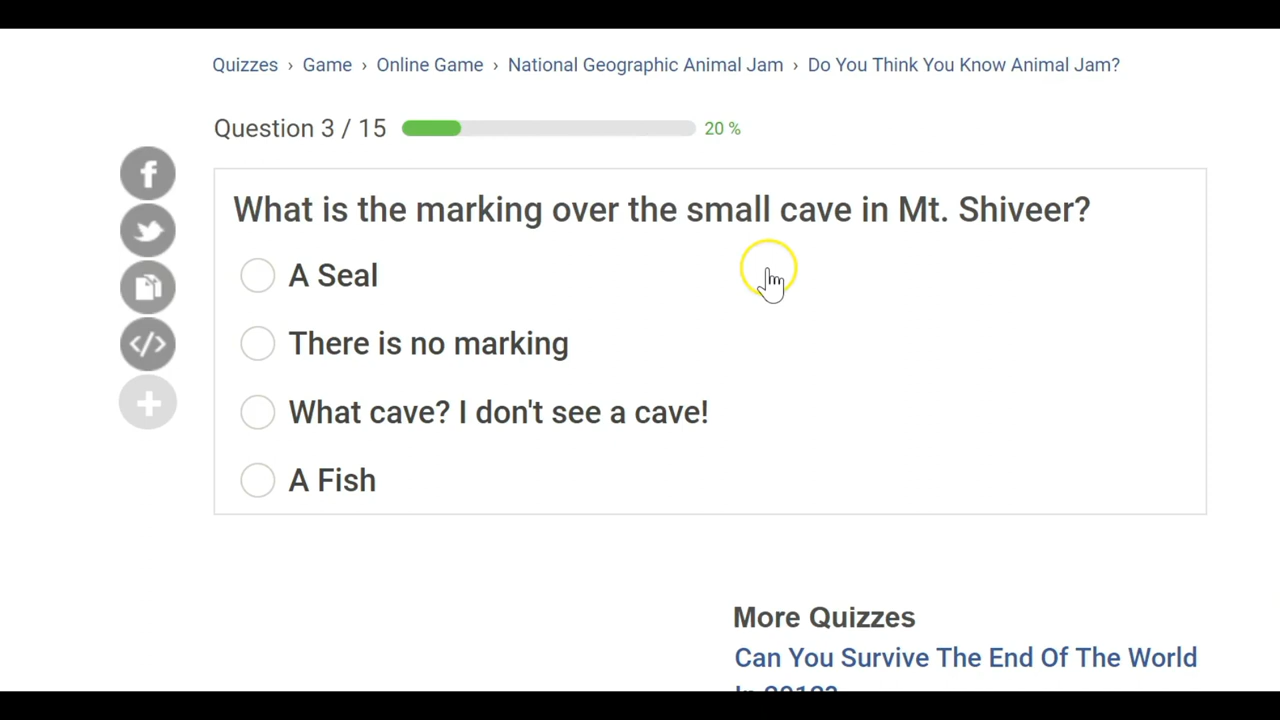 Quizzes › Game › Online Game › National Geographic Animal Jam › Do You Think You Know Animal Jam?
Question 3 / 15 20 %
What is the marking over the small cave in Mt. Shiveer?
A Seal
There is no marking
What cave? I don't see a cave!
A Fish
More Quizzes
Can You Survive The End Of The World